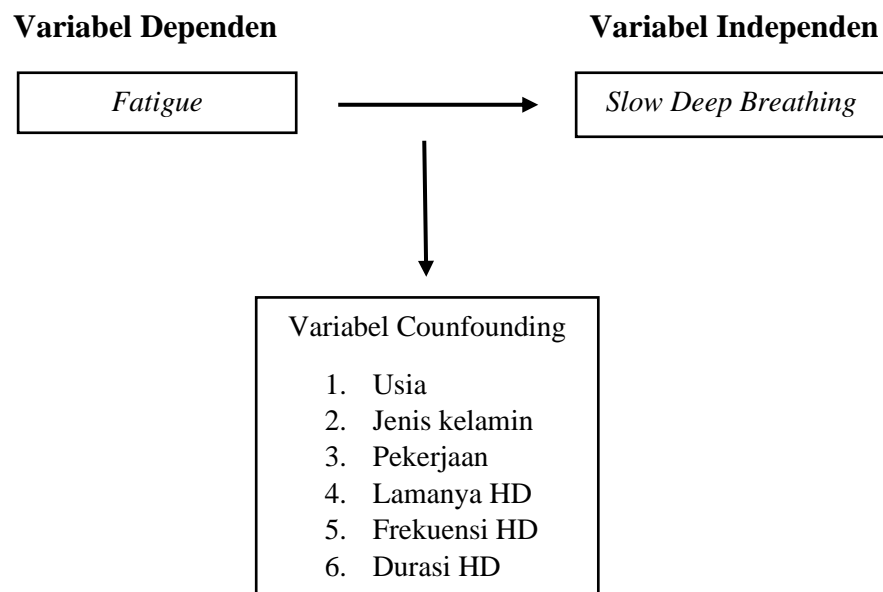 Variabel Dependen
Variabel Independen
Fatigue
Slow Deep Breathing
Variabel Counfounding
1. Usia
2. Jenis kelamin
3. Pekerjaan
4. Lamanya HD
5. Frekuensi HD
6. Durasi HD